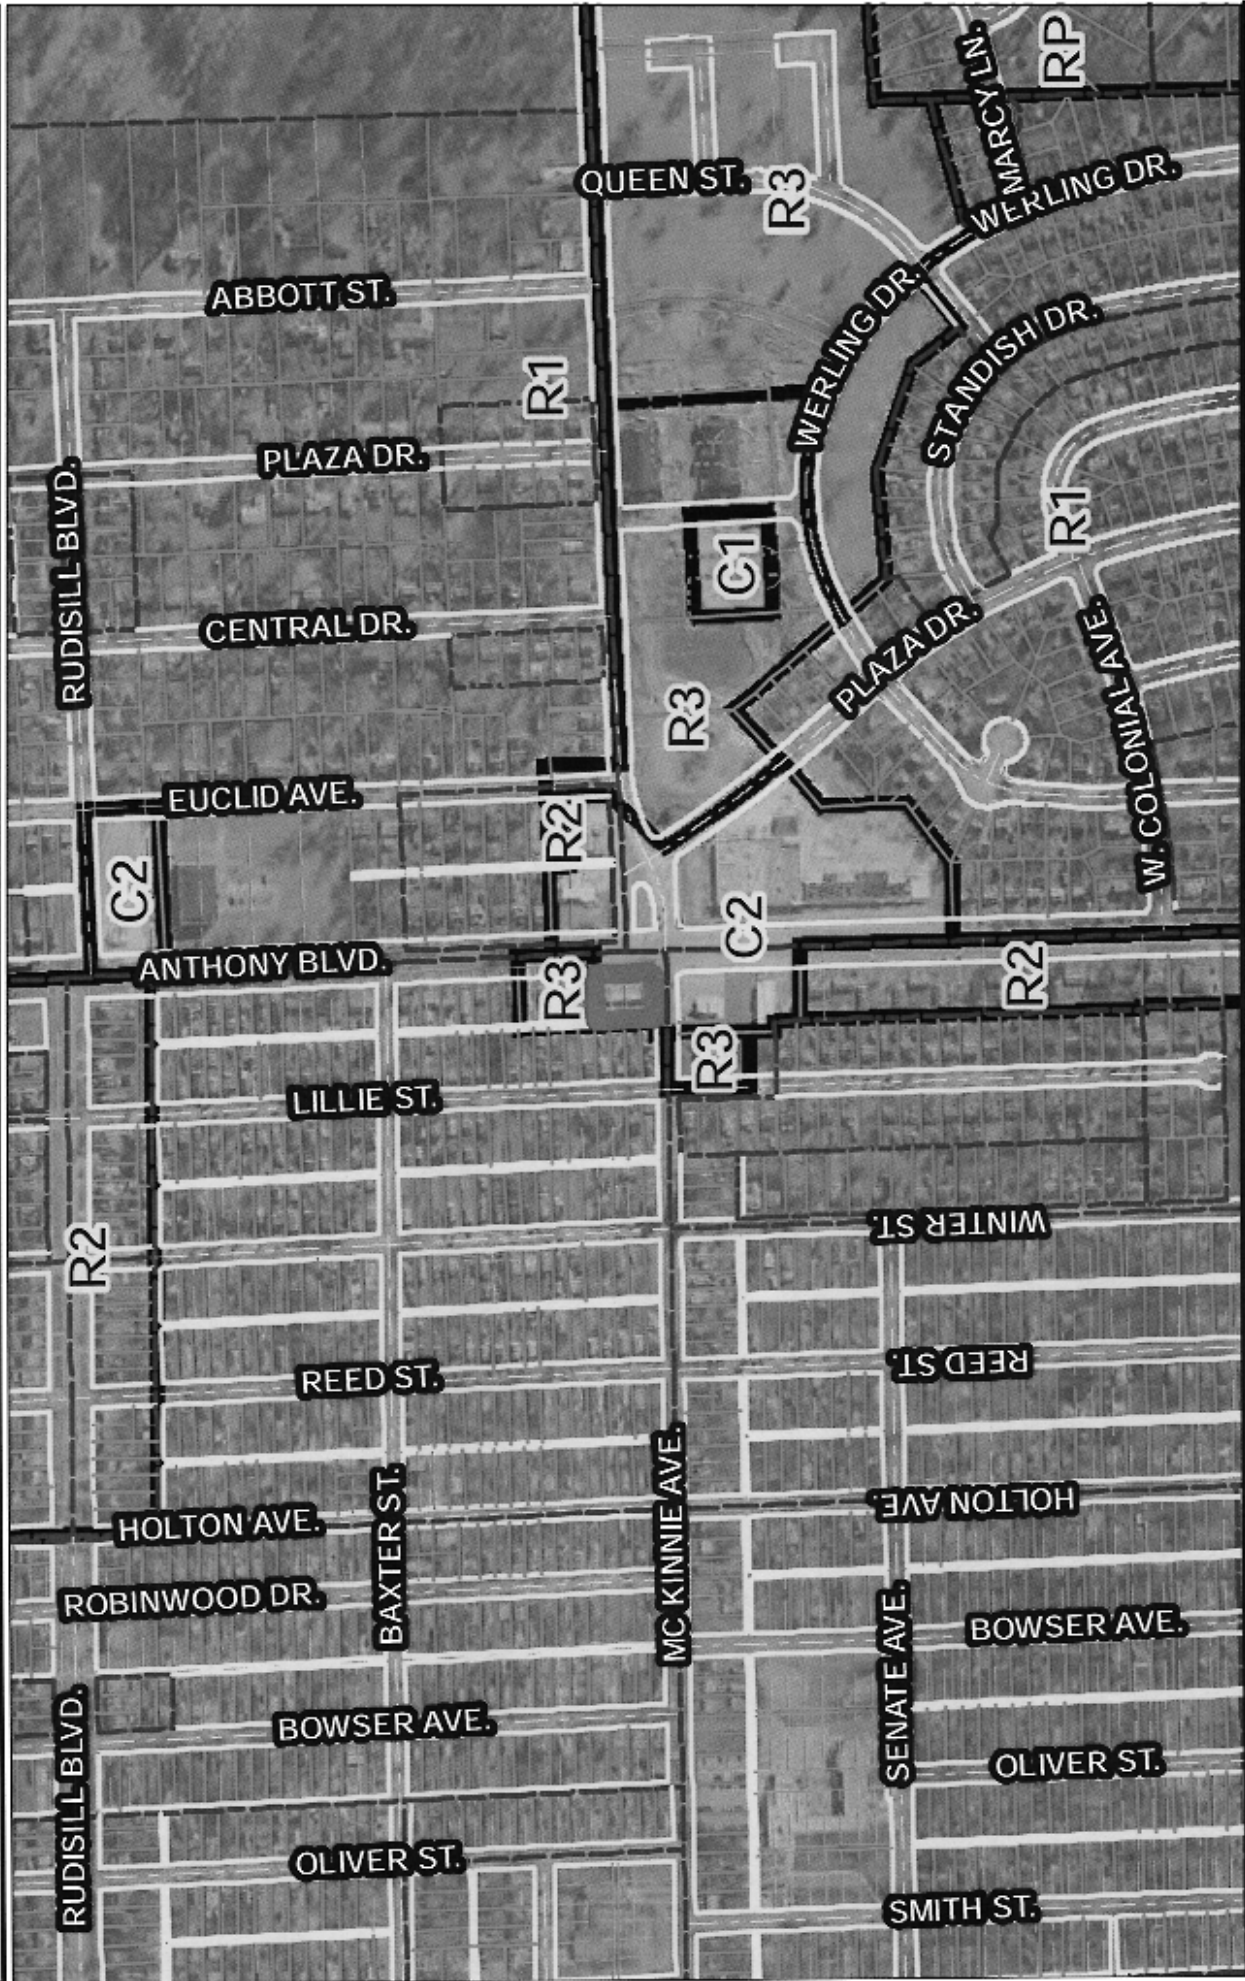 MARCY LN.
RP
QUEEN ST.
R3
WERLING DR.
ABBOTT ST.
WERLING DR.
STANDISH DR.
R1
PLAZA DR.
RUDISILL BLVD.
C1
R1
CENTRAL DR.
PLAZA DR.
R3
W. COLONIAL AVE.
EUCLID AVE.
R2
C2
C2
ANTHONY BLVD.
R3
R2
R3
LILLIE ST.
WINTER ST.
R2
REED ST.
REED ST.
HOLTON AVE.
HOLTON AVE.
BAXTER ST.
MC KINNIE AVE.
ROBINWOOD DR.
SENATE AVE.
BOWSER AVE.
BOWSER AVE.
RUDISILL BLVD.
OLIVER ST.
OLIVER ST.
SMITH ST.